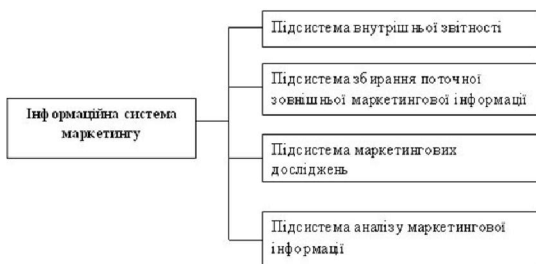 Інформаційна система
маркетингу
Підсистема внутрішньої звітності
Підсистема збирання поточної
зовнішньої маркетингової інформації
Підсистема маркетингових
досліджень
Підсистема аналізу маркетингової
інформації